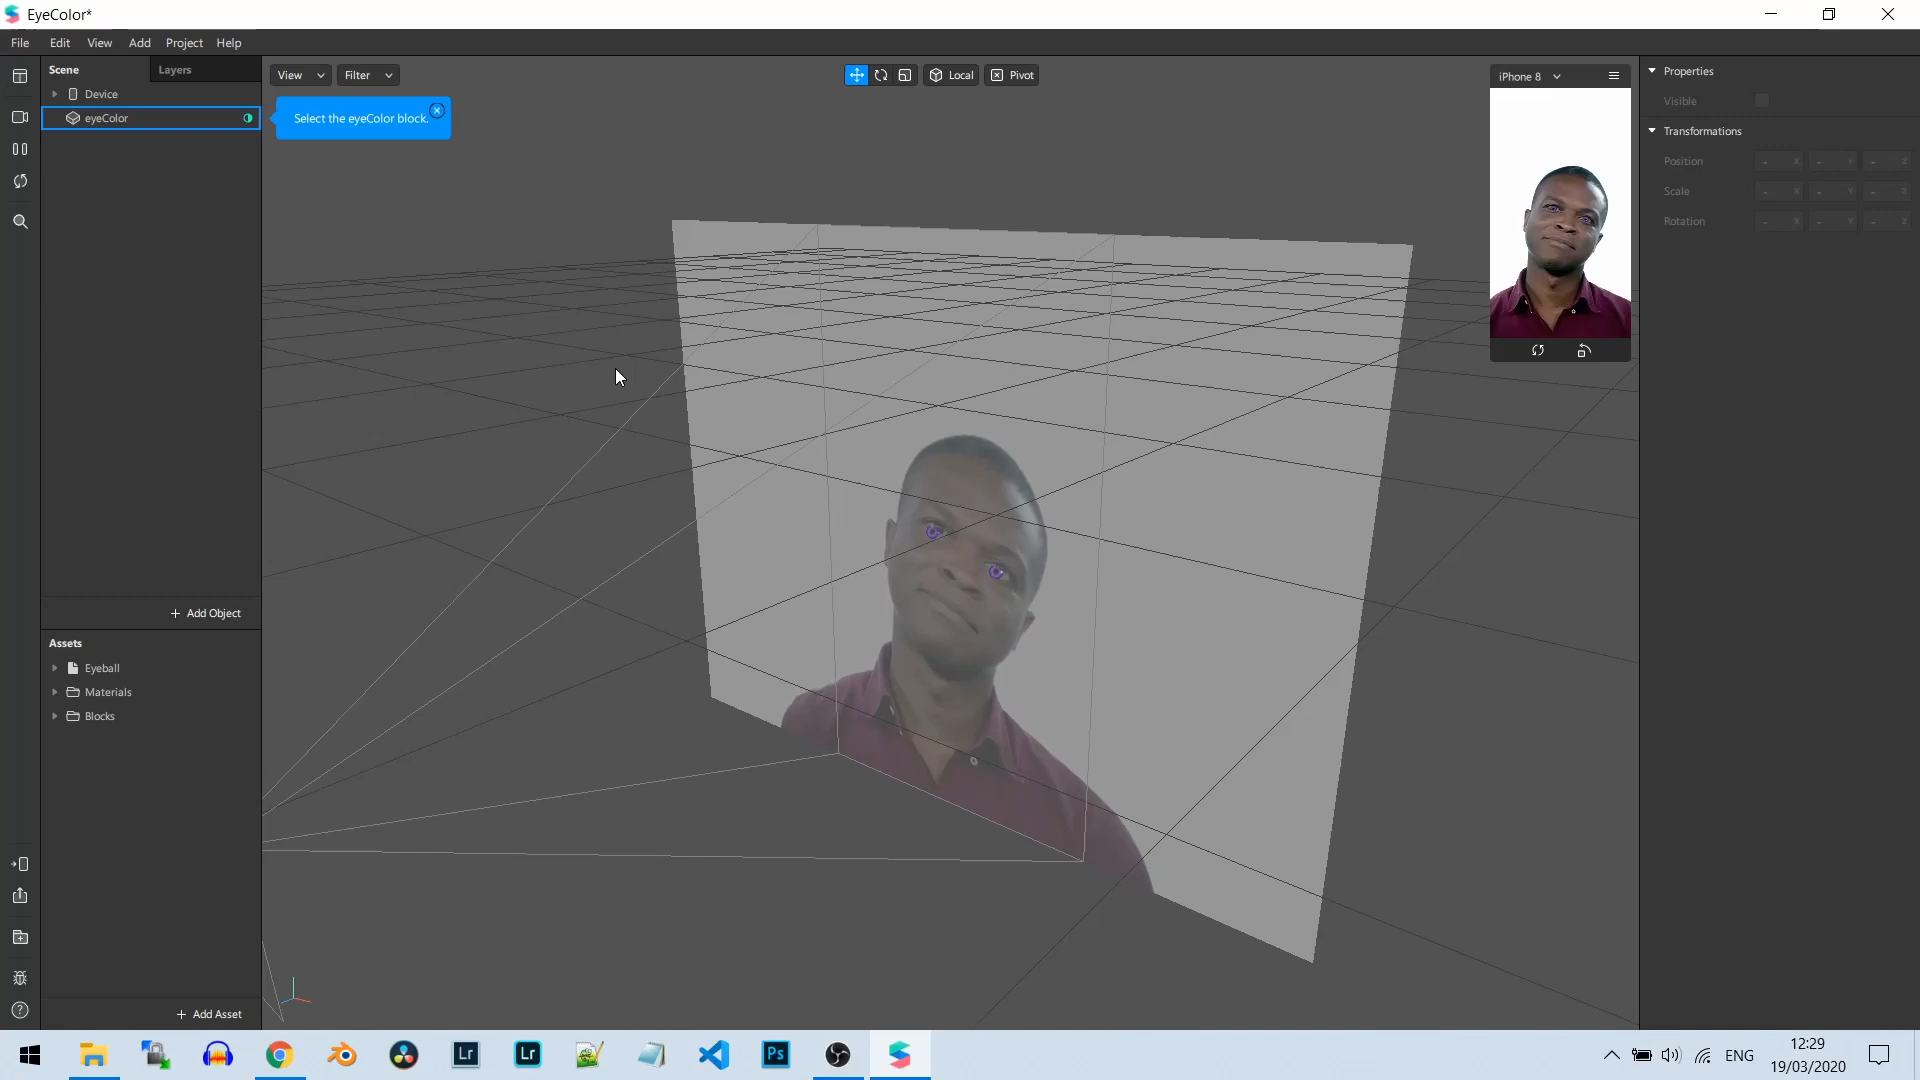 EyeColor*
File Edit View Add Project Help
Scene Layers
Device
eyeColor
Add Object
Assets
Eyeball
Materials
Blocks
Add Asset
View Filter
Select the eyeColor block.
Local Pivot
iPhone 8
Properties
Visible
Transformations
Position - X - Y - Z
Scale - X - Y - Z
Rotation - X - Y - Z
Lr Lr Ps
ENG
12:29
19/03/2020